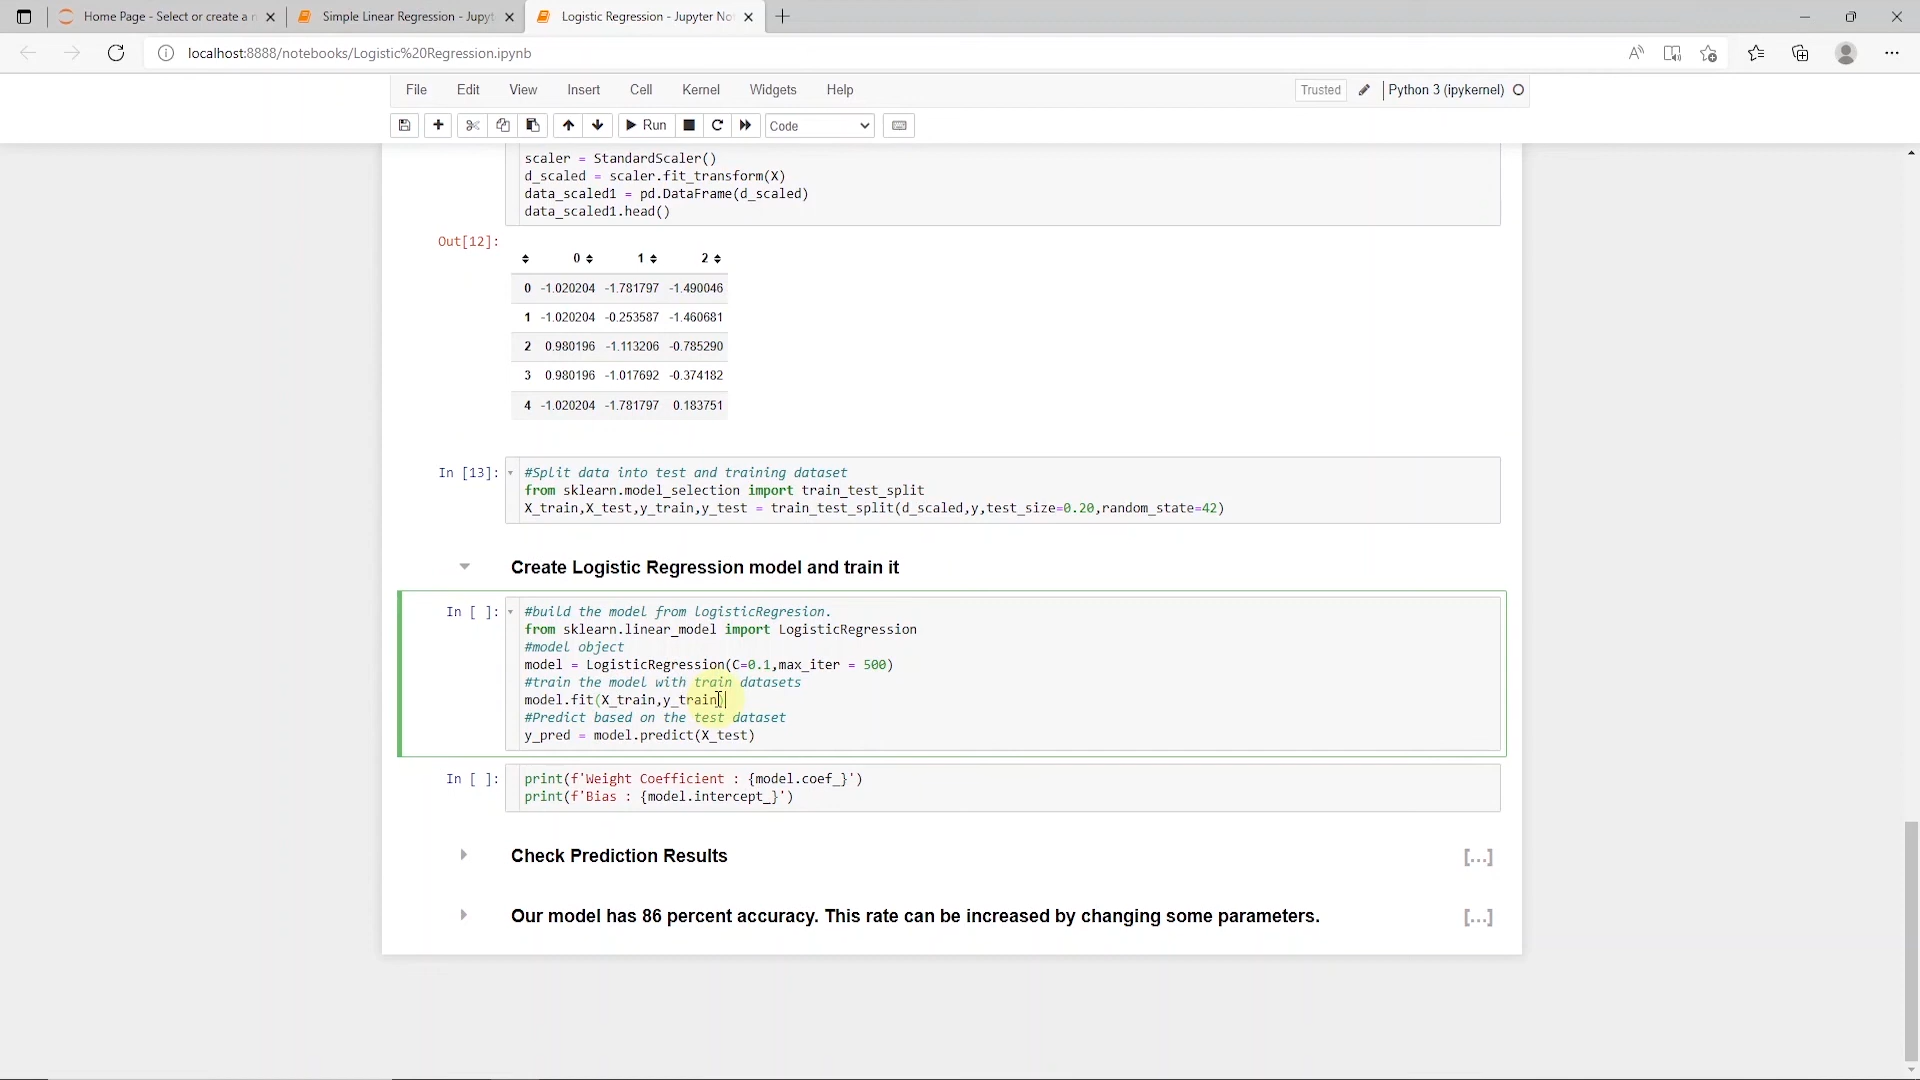 Home Page - Select or create a n
Simple Linear Regression - Jupyt
Logistic Regression - Jupyter No
localhost:8888/notebooks/Logistic%20Regression.ipynb
File Edit View Insert Cell Kernel Widgets Help
Trusted
Python 3 (ipykernel)
Run
Code
scaler = StandardScaler()
d_scaled = scaler.fit_transform(X)
data_scaled1 = pd.DataFrame(d_scaled)
data_scaled1.head()
Out[12]:
0 1 2
0 -1.020204 -1.781797 -1.490046
1 -1.020204 -0.253587 -1.460681
2 0.980196 -1.113206 -0.785290
3 0.980196 -1.017692 -0.374182
4 -1.020204 -1.781797 0.183751
In [13]:
#Split data into test and training dataset
from sklearn.model_selection import train_test_split
X_train,X_test,y_train,y_test = train_test_split(d_scaled,y,test_size=0.20,random_state=42)
Create Logistic Regression model and train it
In [ ]:
#build the model from LogisticRegresion.
from sklearn.linear_model import LogisticRegression
#model object
model = LogisticRegression(C=0.1,max_iter = 500)
#train the model with train datasets
model.fit(X_train,y_train)
#Predict based on the test dataset
y_pred = model.predict(X_test)
In [ ]:
print(f'Weight Coefficient : {model.coef_}')
print(f'Bias : {model.intercept_}')
Check Prediction Results
[...]
Our model has 86 percent accuracy. This rate can be increased by changing some parameters.
[...]